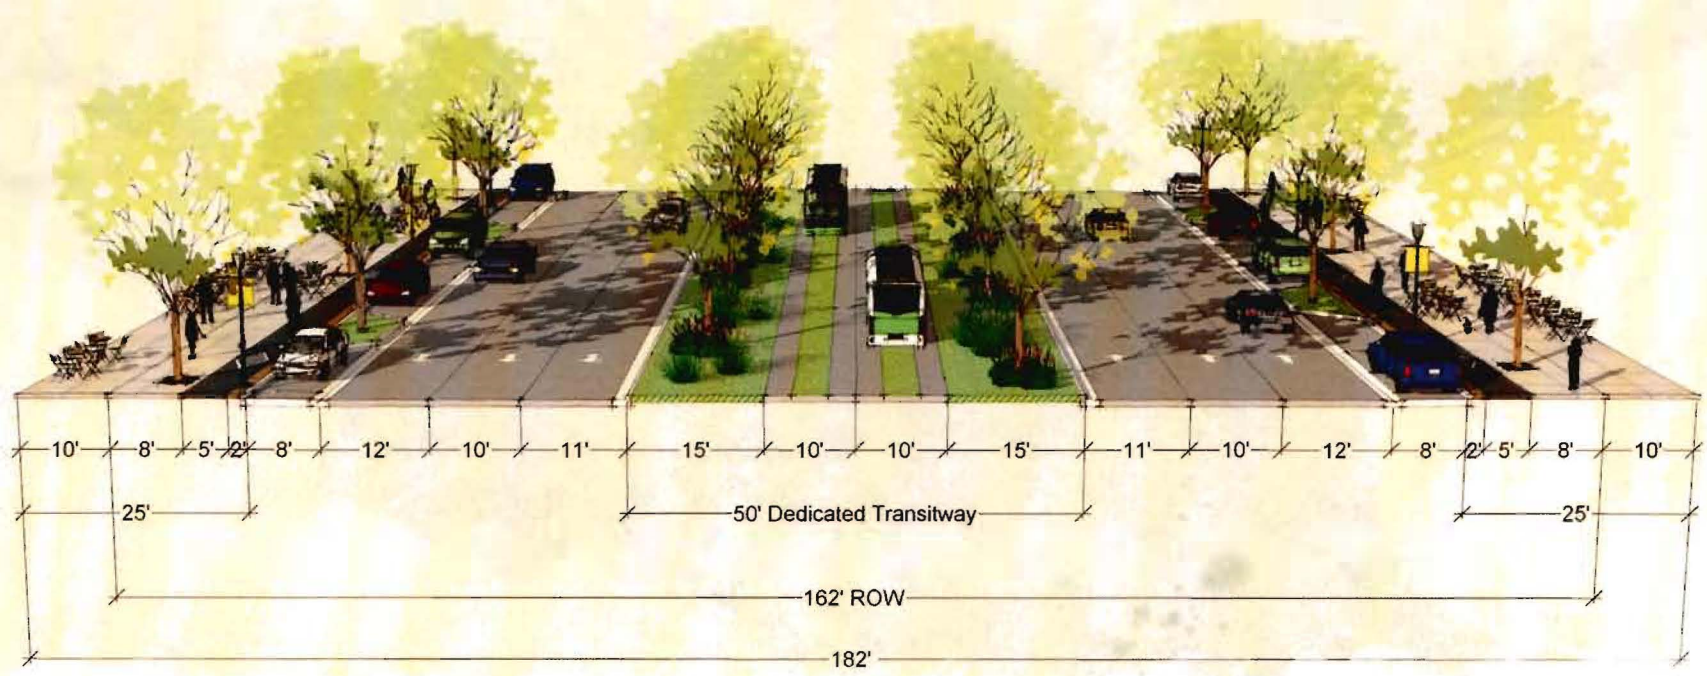 10' 8' 5' 2' 8' 12' 10' 11' 15' 10' 10' 15' 11' 10' 12' 8' 2' 5' 8' 10'
25' 50' Dedicated Transitway 25'
162' ROW
182'